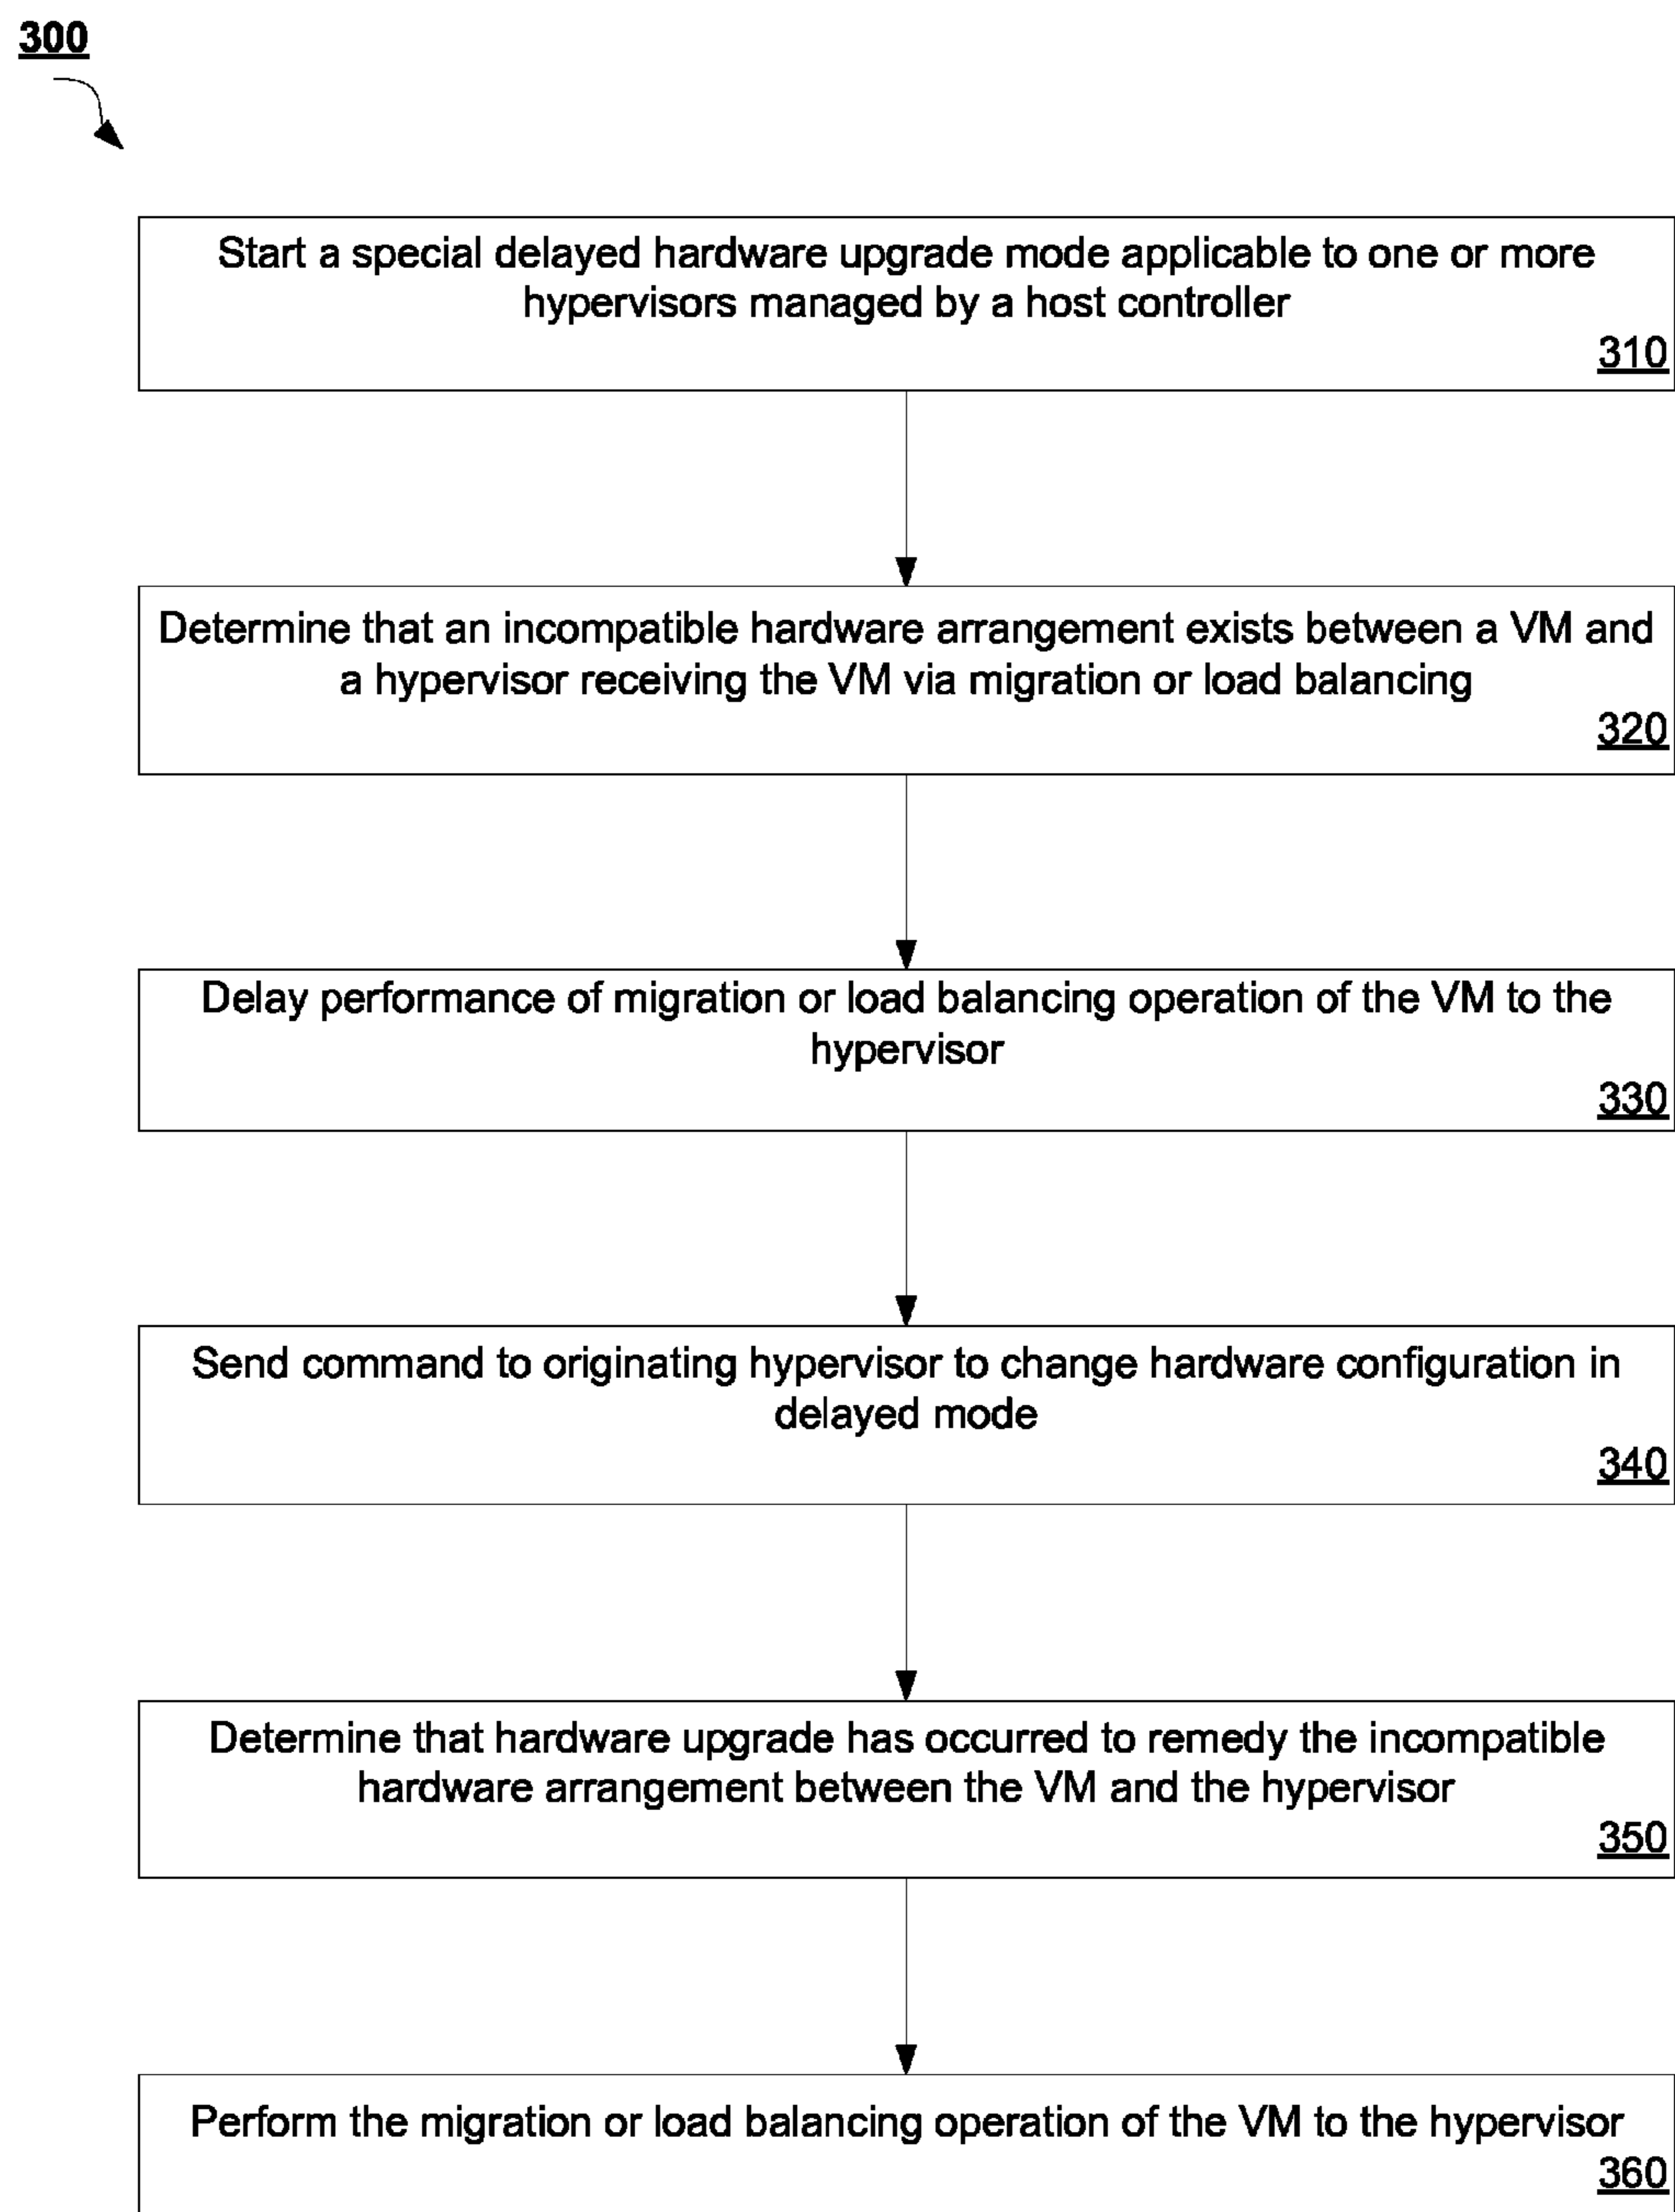 300
Start a special delayed hardware upgrade mode applicable to one or more
hypervisors managed by a host controller
310
Determine that an incompatible hardware arrangement exists between a VM and
a hypervisor receiving the VM via migration or load balancing
320
Delay performance of migration or load balancing operation of the VM to the
hypervisor
330
Send command to originating hypervisor to change hardware configuration in
delayed mode
340
Determine that hardware upgrade has occurred to remedy the incompatible
hardware arrangement between the VM and the hypervisor
350
Perform the migration or load balancing operation of the VM to the hypervisor
360